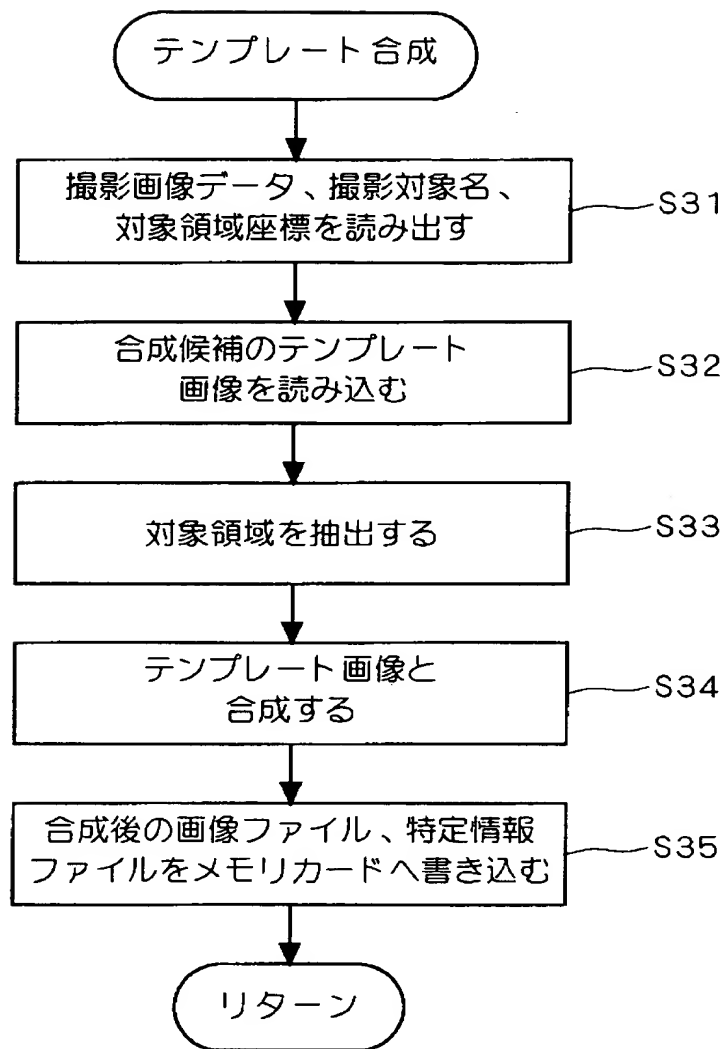 テンプレート合成
撮影画像データ、撮影対象名、
対象領域座標を読み出す
S31
合成候補のテンプレート
画像を読み込む
S32
対象領域を抽出する
S33
テンプレート画像と
合成する
S34
合成後の画像ファイル、特定情報
ファイルをメモリカードへ書き込む
S35
リターン